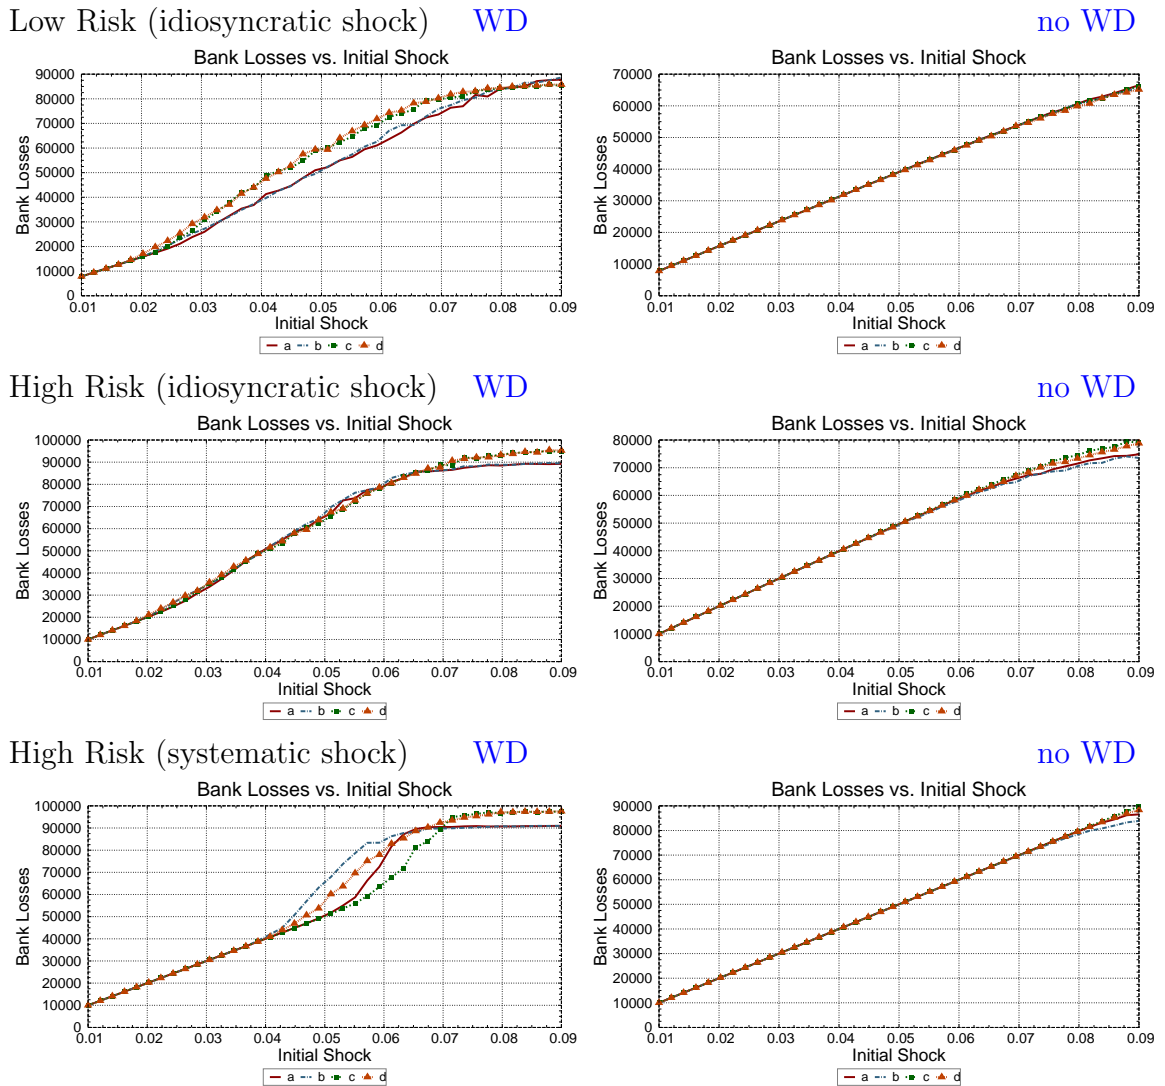 Low Risk (idiosyncratic shock) WD no WD
Bank Losses vs. Initial Shock Bank Losses vs. Initial Shock
90000
80000
70000
60000
50000
40000
30000
20000
10000
0
Bank Losses
0.01 0.02 0.03 0.04 0.05 0.06 0.07 0.08 0.09
Initial Shock
a b c d
70000
60000
50000
40000
30000
20000
10000
0
Bank Losses
0.01 0.02 0.03 0.04 0.05 0.06 0.07 0.08 0.09
Initial Shock
a b c d
High Risk (idiosyncratic shock) WD no WD
Bank Losses vs. Initial Shock Bank Losses vs. Initial Shock
100000
90000
80000
70000
60000
50000
40000
30000
20000
10000
0
Bank Losses
0.01 0.02 0.03 0.04 0.05 0.06 0.07 0.08 0.09
Initial Shock
a b c d
80000
70000
60000
50000
40000
30000
20000
10000
0
Bank Losses
0.01 0.02 0.03 0.04 0.05 0.06 0.07 0.08 0.09
Initial Shock
a b c d
High Risk (systematic shock) WD no WD
Bank Losses vs. Initial Shock Bank Losses vs. Initial Shock
100000
90000
80000
70000
60000
50000
40000
30000
20000
10000
0
Bank Losses
0.01 0.02 0.03 0.04 0.05 0.06 0.07 0.08 0.09
Initial Shock
a b c d
90000
80000
70000
60000
50000
40000
30000
20000
10000
0
Bank Losses
0.01 0.02 0.03 0.04 0.05 0.06 0.07 0.08 0.09
Initial Shock
a b c d